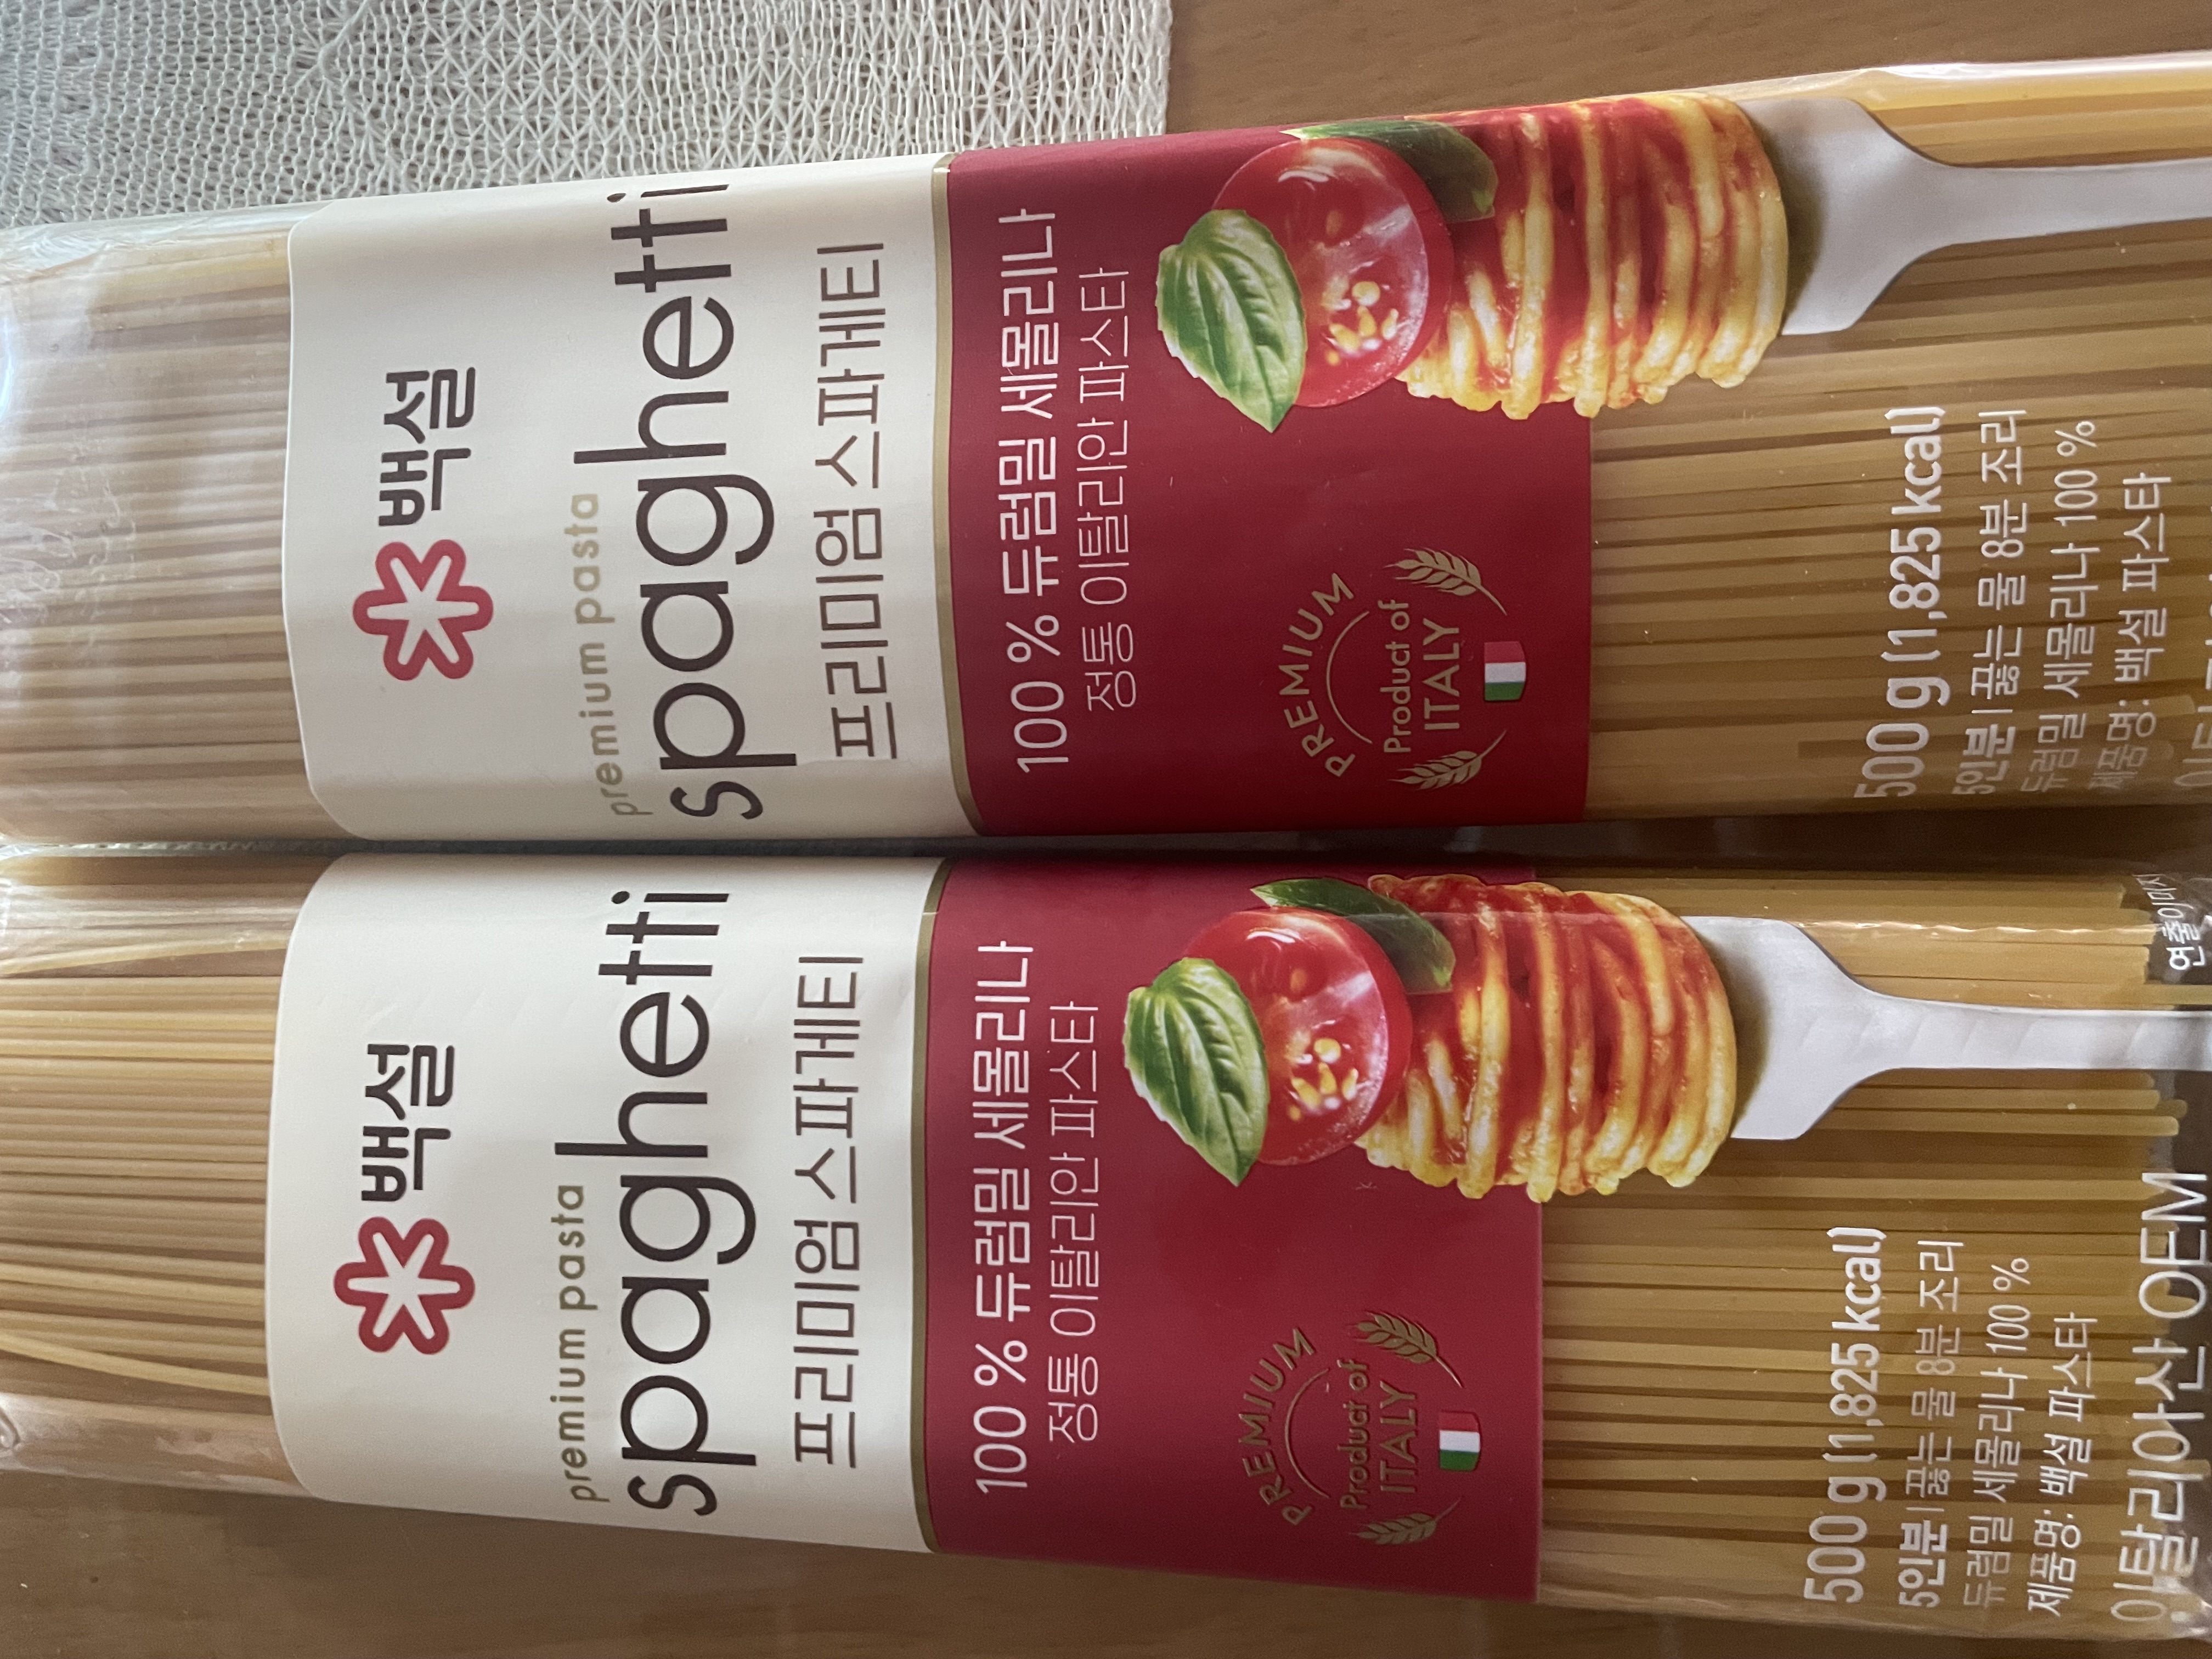 백설
premium pasta
spaghetti
프리미엄 스파게티
100 % 듀럼밀 세몰리나
정통 이탈리안 파스타
PREMIUM
Product of
ITALY
500 g (1,825 kcal)
5인분 | 끓는 물 8분 조리
듀럼밀 세몰리나 100 %
제품명: 백설 파스타
백설
premium pasta
spaghetti
프리미엄 스파게티
100 % 듀럼밀 세몰리나
정통 이탈리안 파스타
PREMIUM
Product of
ITALY
500 g (1,825 kcal)
5인분 | 끓는 물 8분 조리
듀럼밀 세몰리나 100 %
제품명: 백설 파스타
이탈리아산 OEM
연출이미지